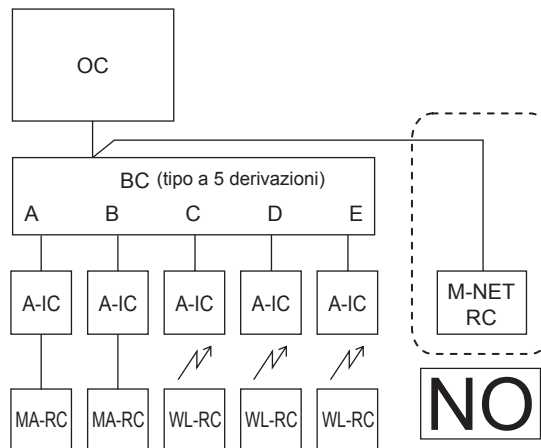 OC
BC (tipo a 5 derivazioni)
A B C D E
A-IC A-IC A-IC A-IC A-IC
M-NET
RC
MA-RC MA-RC WL-RC WL-RC WL-RC
NO